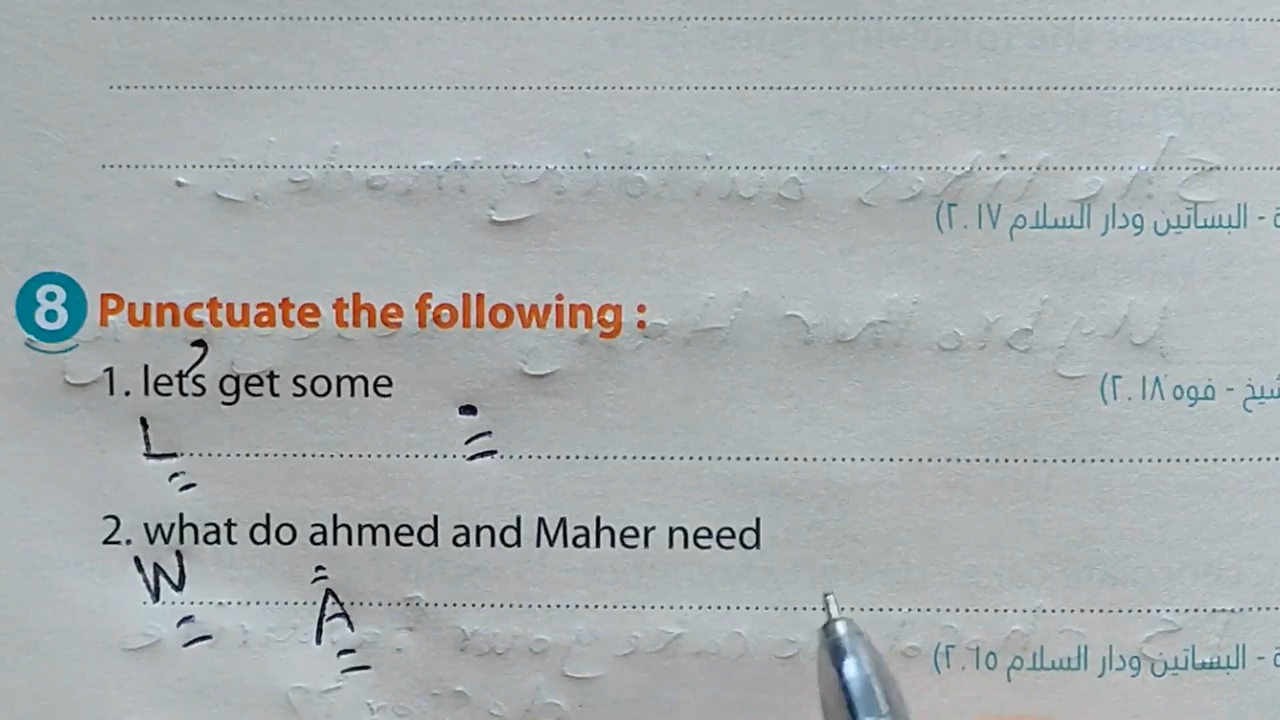 ة - البساتين ودار السلام ٢٠١٧)
8 Punctuate the following :
1. lets get some
'
شيخ - فوه ٢٠١٨)
L .
2. what do ahmed and Maher need
W A
ة - البساتين ودار السلام ٢٠١٥)